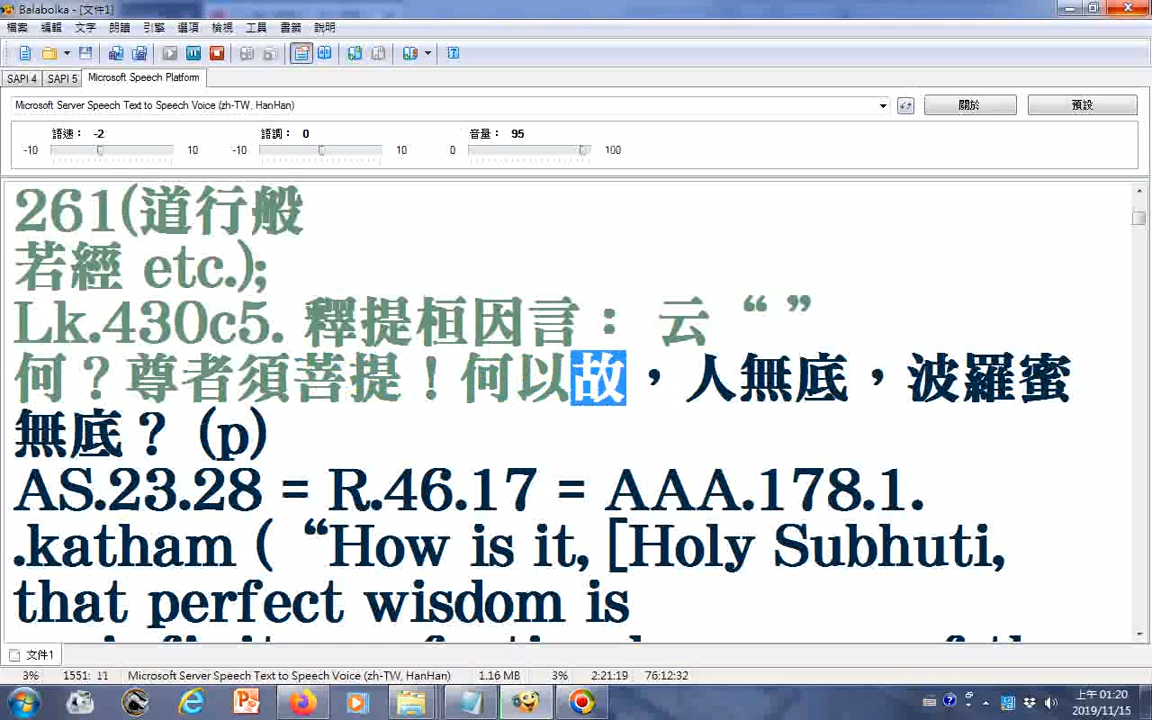 Balabolka - [文件1]
檔案 編輯 文字 朗讀 引擎 選項 檢視 工具 書籤 說明
SAPI 4 SAPI 5 Microsoft Speech Platform
Microsoft Server Speech Text to Speech Voice (zh-TW, HanHan) 關於 預設
語速： -2 語調： 0 音量： 95
-10 10 -10 10 0 100
261(道行般
若經 etc.);
Lk.430c5. 釋提桓因言： 云“ ”
何？尊者須菩提！何以故，人無底，波羅蜜
無底？ (p)
AS.23.28 = R.46.17 = AAA.178.1.
.katham (“How is it, [Holy Subhuti,
that perfect wisdom is
文件1
3% 1551: 11 Microsoft Server Speech Text to Speech Voice (zh-TW, HanHan) 1.16 MB 3% 2:21:19 76:12:32
上午 01:20
2019/11/15